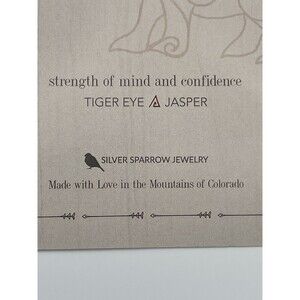 strength of mind and confidence
TIGER EYE JASPER
SILVER SPARROW JEWELRY
Made with Love in the Mountains of Colorado